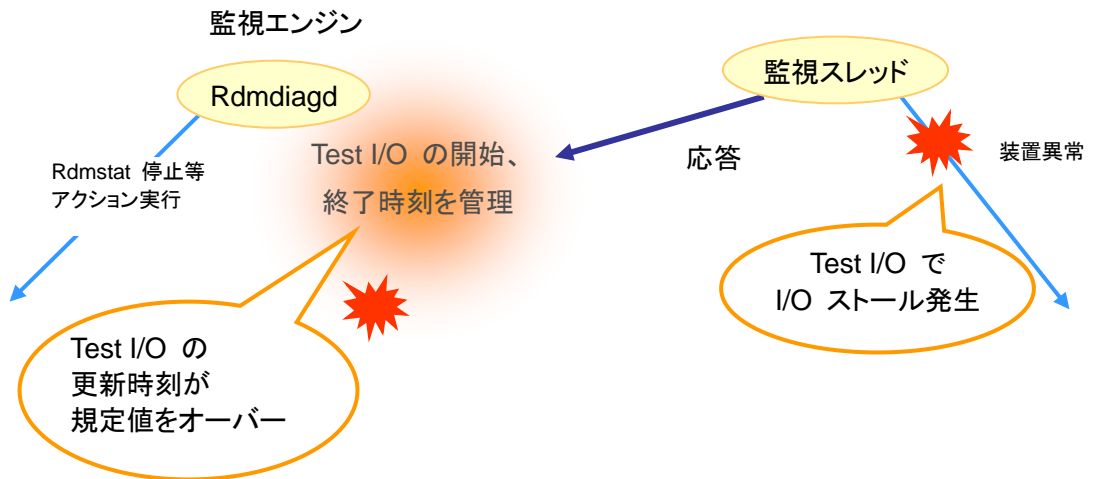 監視エンジン
Rdmdiagd
監視スレッド
Test I/O の開始、
終了時刻を管理
応答
装置異常
Rdmstat 停止等
アクション実行
Test I/O で
I/O ストール発生
Test I/O の
更新時刻が
規定値をオーバー